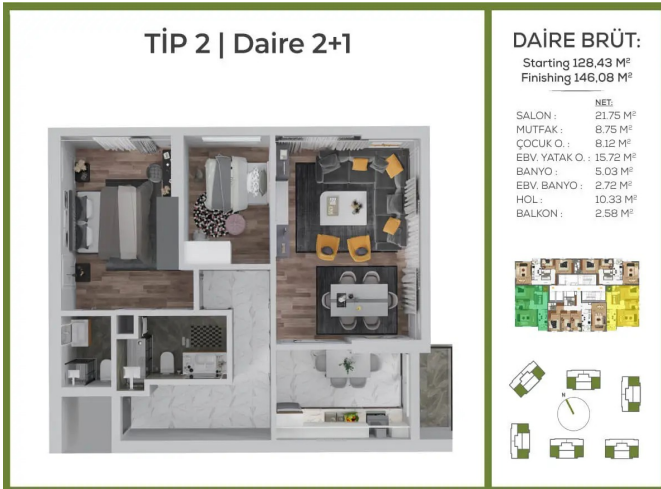 TİP 2 | Daire 2+1
DAİRE BRÜT:
Starting 128,43 M²
Finishing 146,08 M²
NET:
SALON : 21.75 M²
MUTFAK : 8.75 M²
ÇOCUK O. : 8.12 M²
EBV. YATAK O. : 15.72 M²
BANYO : 5.03 M²
EBV. BANYO : 2.72 M²
HOL : 10.33 M²
BALKON : 2.58 M²
N